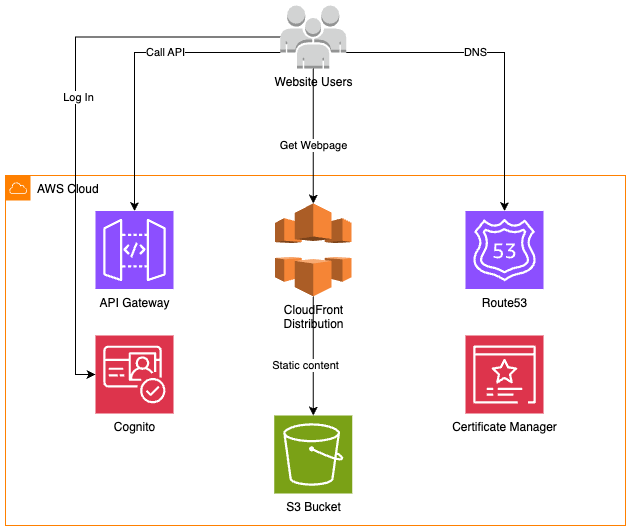 Call API
DNS
Website Users
Log In
Get Webpage
AWS Cloud
</>
53
API Gateway
CloudFront
Distribution
Route53
Static content
Cognito
Certificate Manager
S3 Bucket